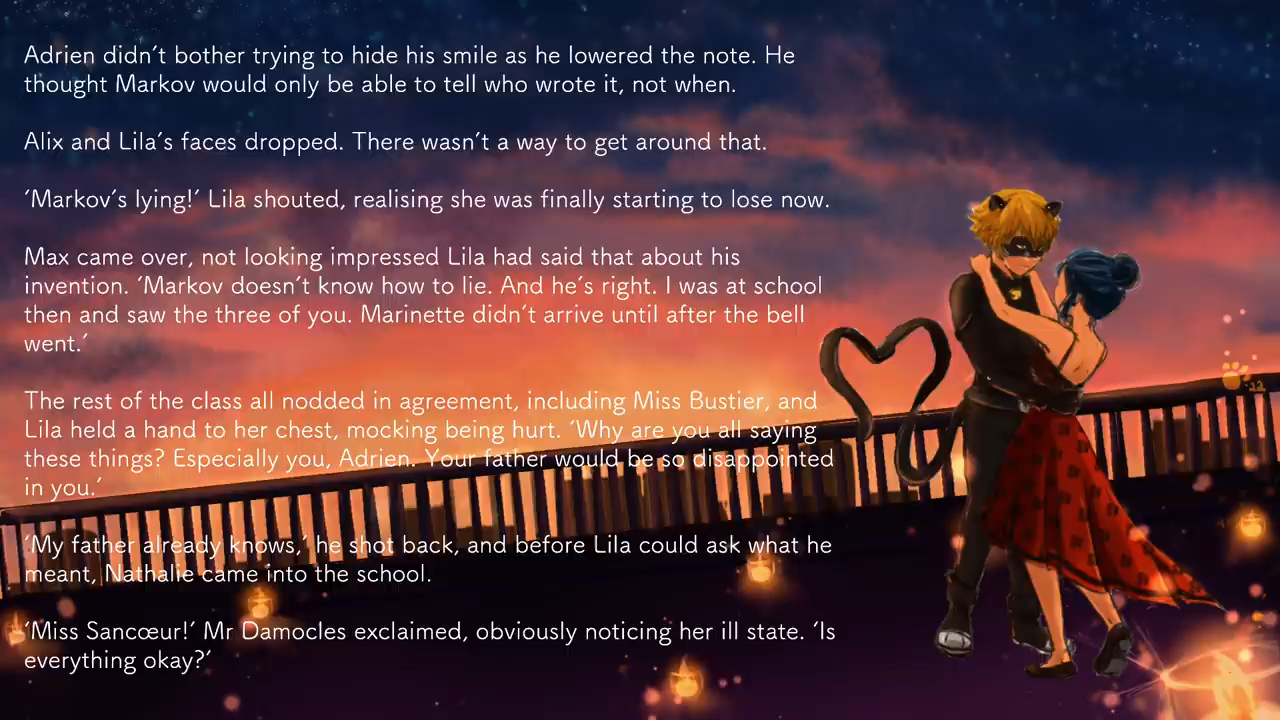 Adrien didn't bother trying to hide his smile as he lowered the note. He
thought Markov would only be able to tell who wrote it, not when.
Alix and Lila's faces dropped. There wasn't a way to get around that.
'Markov's lying!' Lila shouted, realising she was finally starting to lose now.
Max came over, not looking impressed Lila had said that about his
invention. 'Markov doesn't know how to lie. And he's right. I was at school
then and saw the three of you. Marinette didn't arrive until after the bell
went.'
The rest of the class all nodded in agreement, including Miss Bustier, and
Lila held a hand to her chest, mocking being hurt. 'Why are you all saying
these things? Especially you, Adrien. Your father would be so disappointed
in you.'
'My father already knows,' he shot back, and before Lila could ask what he
meant, Nathalie came into the school.
'Miss Sancœur!' Mr Damocles exclaimed, obviously noticing her ill state. 'Is
everything okay?'
.22